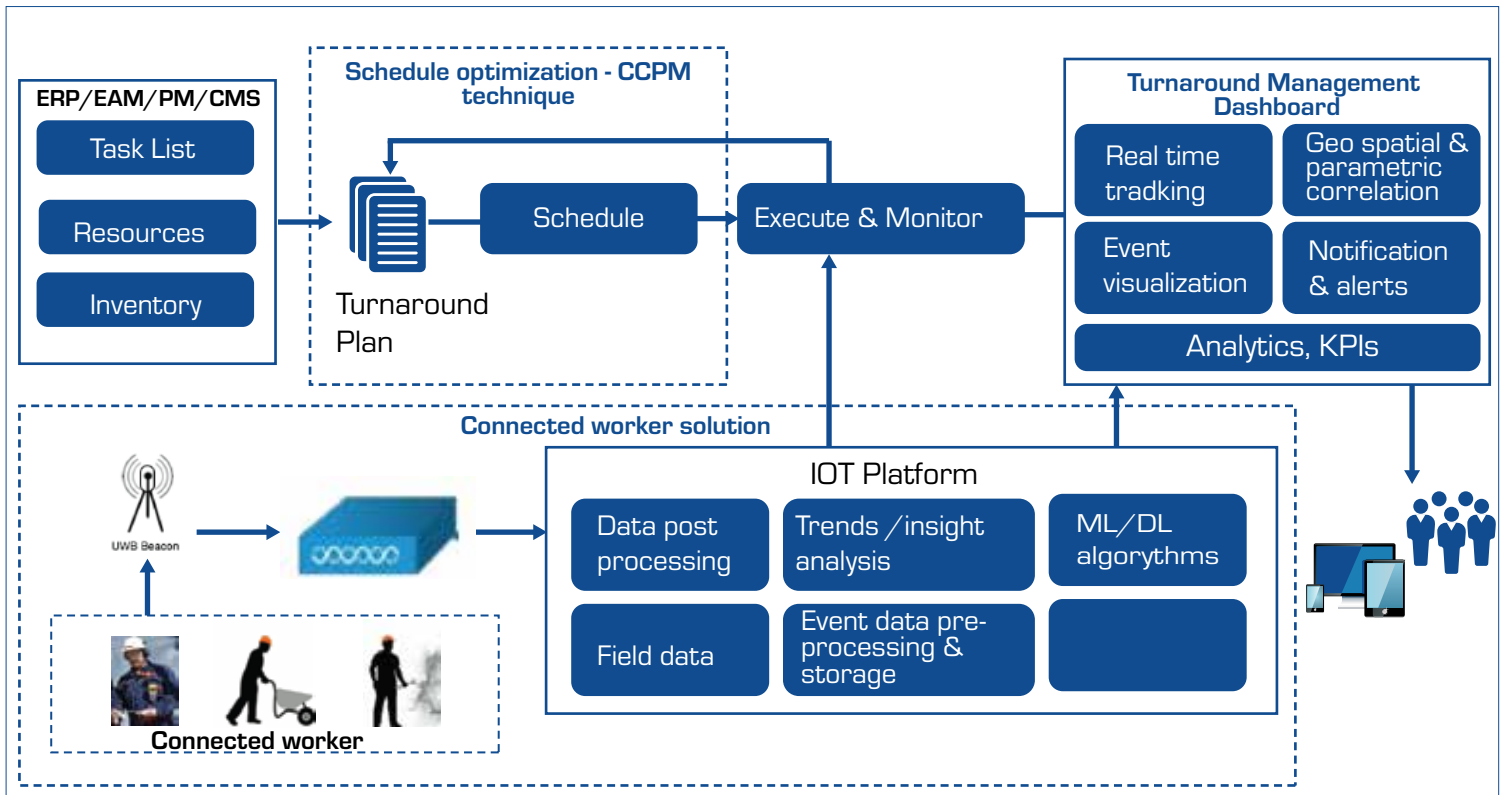 Schedule optimization - CCPM
technique
ERP/EAM/PM/CMS
Task List
Resources
Inventory
Turnaround
Plan
Schedule
Execute & Monitor
Turnaround Management
Dashboard
Real time
tradking
Geo spatial &
parametric
correlation
Event
visualization
Notification
& alerts
Analytics, KPIs
Connected worker solution
UWB Beacon
Connected worker
IOT Platform
Data post
processing
Trends /insight
analysis
ML/DL
algorythms
Field data
Event data pre-
processing &
storage